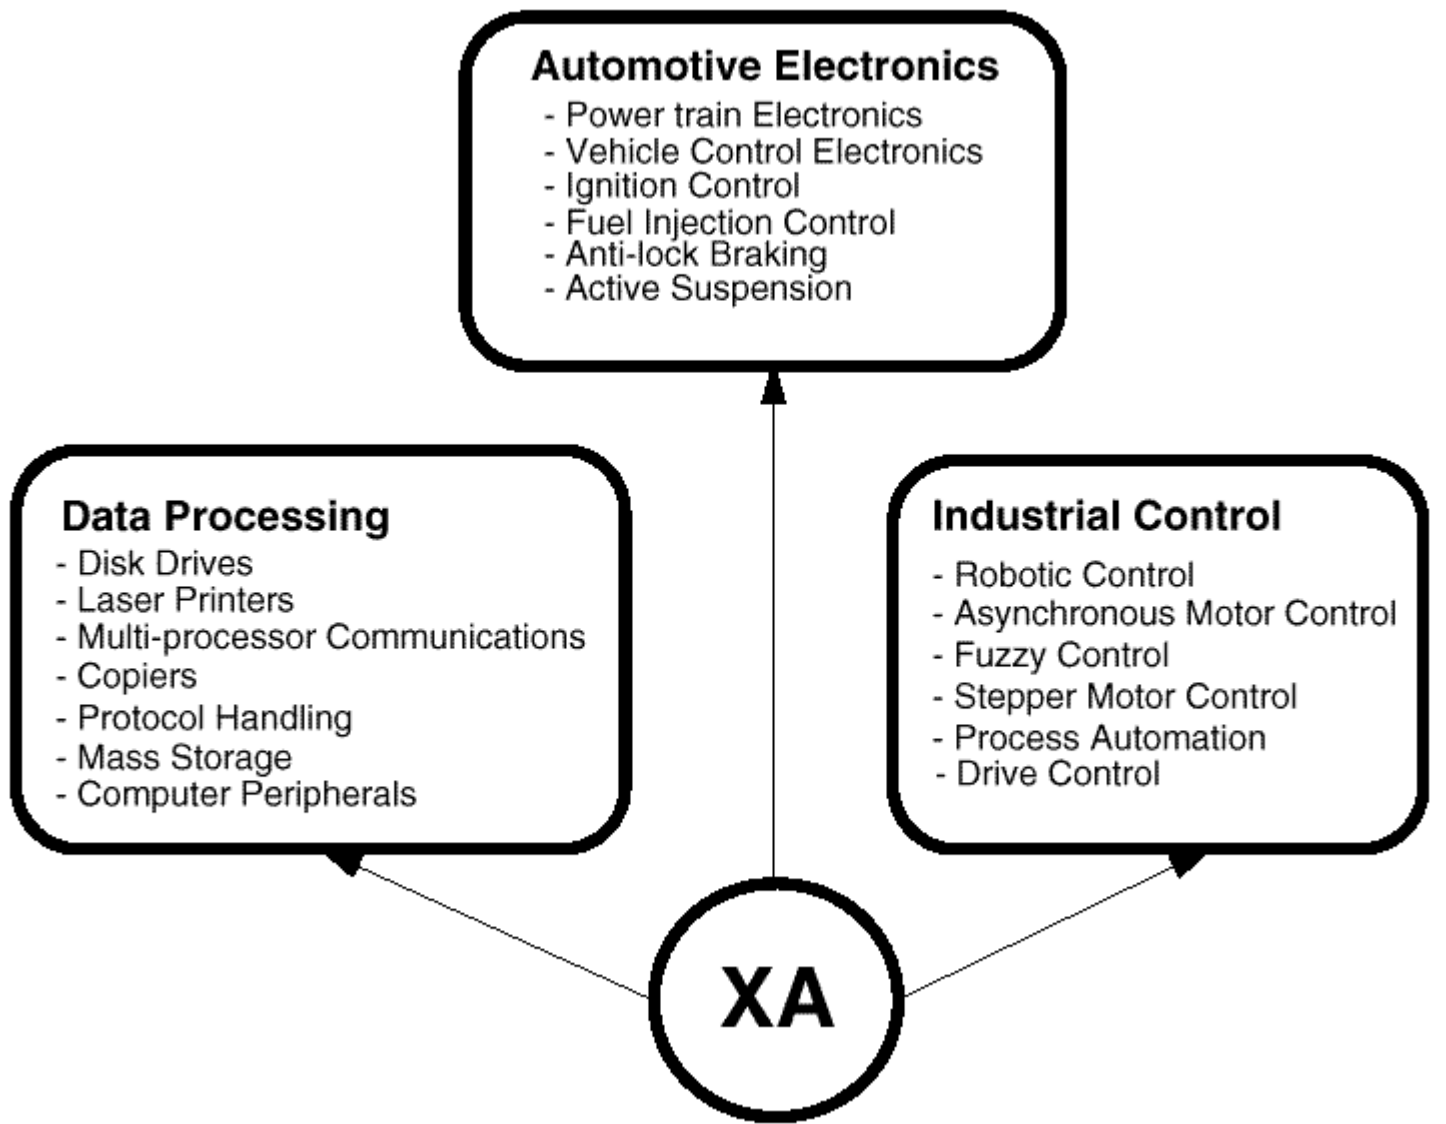 Automotive Electronics
- Power train Electronics
- Vehicle Control Electronics
- Ignition Control
- Fuel Injection Control
- Anti-lock Braking
- Active Suspension
Data Processing
- Disk Drives
- Laser Printers
- Multi-processor Communications
- Copiers
- Protocol Handling
- Mass Storage
- Computer Peripherals
Industrial Control
- Robotic Control
- Asynchronous Motor Control
- Fuzzy Control
- Stepper Motor Control
- Process Automation
- Drive Control
XA